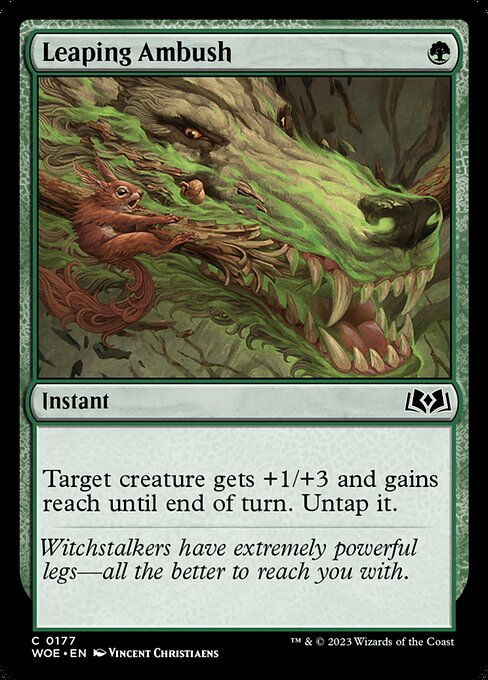 Leaping Ambush
Instant
Target creature gets +1/+3 and gains
reach until end of turn. Untap it.
Witchstalkers have extremely powerful
legs—all the better to reach you with.
C 0177
WOE • EN Vincent Christiaens
™ & © 2023 Wizards of the Coast